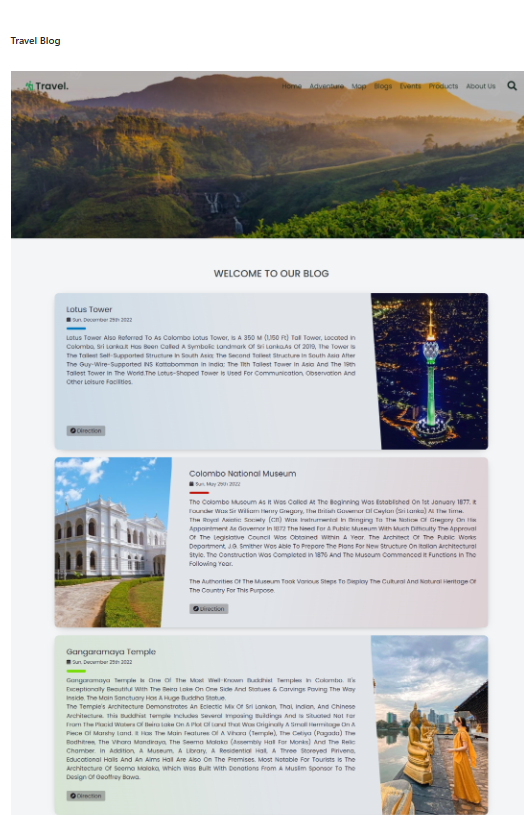 Travel Blog
Travel.
Home Adventure Map Blogs Events Products About Us
WELCOME TO OUR BLOG
Lotus Tower
Sun, December 25th 2022
Lotus Tower Also Referred To As Colombo Lotus Tower, Is A 350 M (1,150 Ft) Tall Tower, Located In
Colombo, Sri Lanka.It Has Been Called A Symbolic Landmark Of Sri Lanka.As Of 2019, The Tower Is
The Tallest Self-Supported Structure In South Asia; The Second Tallest Structure In South Asia After
The Guy-Wire-Supported INS Kattabomman In India; The 11th Tallest Tower In Asia And The 19th
Tallest Tower In The World.The Lotus-Shaped Tower Is Used For Communication, Observation And
Other Leisure Facilities.
Direction
Colombo National Museum
Sun, May 29th 2022
The Colombo Museum As It Was Called At The Beginning Was Established On 1st January 1877. It
Founder Was Sir William Henry Gregory, The British Governor Of Ceylon (Sri Lanka) At The Time.
The Royal Asiatic Society (CB) Was Instrumental In Bringing To The Notice Of Gregory On His
Appointment As Governor In 1872 The Need For A Public Museum With Much Difficulty The Approval
Of The Legislative Council Was Obtained Within A Year. The Architect Of The Public Works
Department, J.G. Smither Was Able To Prepare The Plans For New Structure On Italian Architectural
Style. The Construction Was Completed In 1876 And The Museum Commenced It Functions In The
Following Year.
The Authorities Of The Museum Took Various Steps To Display The Cultural And Natural Heritage Of
The Country For This Purpose.
Direction
Gangaramaya Temple
Sun, December 25th 2022
Gangaramaya Temple Is One Of The Most Well-Known Buddhist Temples In Colombo. It's
Exceptionally Beautiful With The Beira Lake On One Side And Statues & Carvings Paving The Way
Inside. The Main Sanctuary Has A Huge Buddha Statue.
The Temple's Architecture Demonstrates An Eclectic Mix Of Sri Lankan, Thai, Indian, And Chinese
Architecture. This Buddhist Temple Includes Several Imposing Buildings And Is Situated Not Far
From The Placid Waters Of Beira Lake On A Plot Of Land That Was Originally A Small Hermitage On A
Piece Of Marshy Land. It Has The Main Features Of A Vihara (Temple), The Cetiya (Pagada) The
Bodhitree, The Vihara Mandiraya, The Seema Malaka (Assembly Hall For Monks) And The Relic
Chamber. In Addition, A Museum, A Library, A Residential Hall, A Three Storeyed Pirivena,
Educational Halls And An Alms Hall Are Also On The Premises. Most Notable For Tourists Is The
Architecture Of Seema Malaka, Which Was Built With Donations From A Muslim Sponsor To The
Design Of Geoffrey Bawa.
Direction